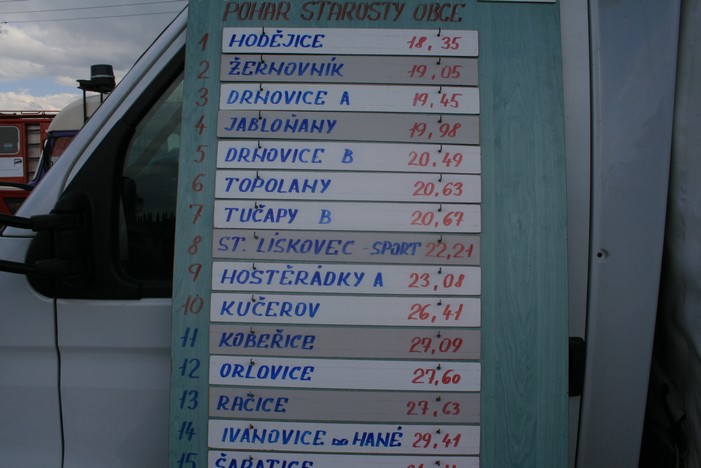 POHÁR STAROSTY OBCE
1 HODĚJICE 18,35
2 ŽERNOVNÍK 19,05
3 DRNOVICE A 19,45
4 JABLOŇANY 19,98
5 DRNOVICE B 20,49
6 TOPOLANY 20,63
7 TUČAPY B 20,67
8 ST. LÍSKOVEC - SPORT 22,21
9 HOSTĚRÁDKY A 23,08
10 KUČEROV 26,41
11 KOBEŘICE 27,09
12 ORLOVICE 27,60
13 RAČICE 27,63
14 IVANOVICE NA HANÉ 29,41
15 ŠARATICE